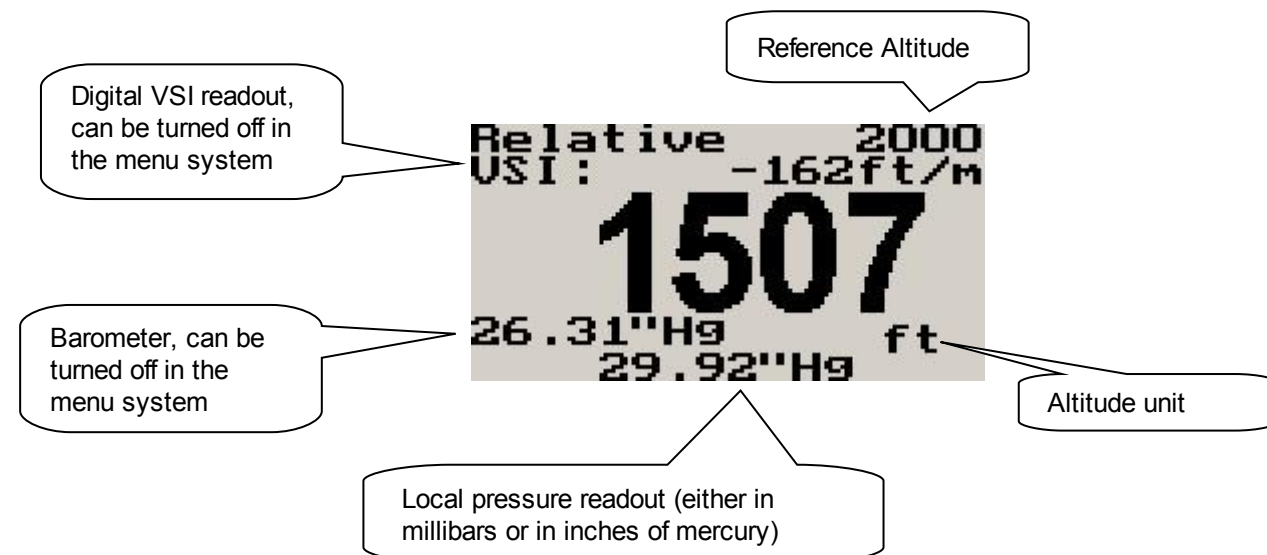 Reference Altitude
Digital VSI readout,
can be turned off in
the menu system
Relative 2000
VSI: -162ft/m
1507
26.31"Hg ft
29.92"Hg
Barometer, can be
turned off in the
menu system
Altitude unit
Local pressure readout (either in
millibars or in inches of mercury)